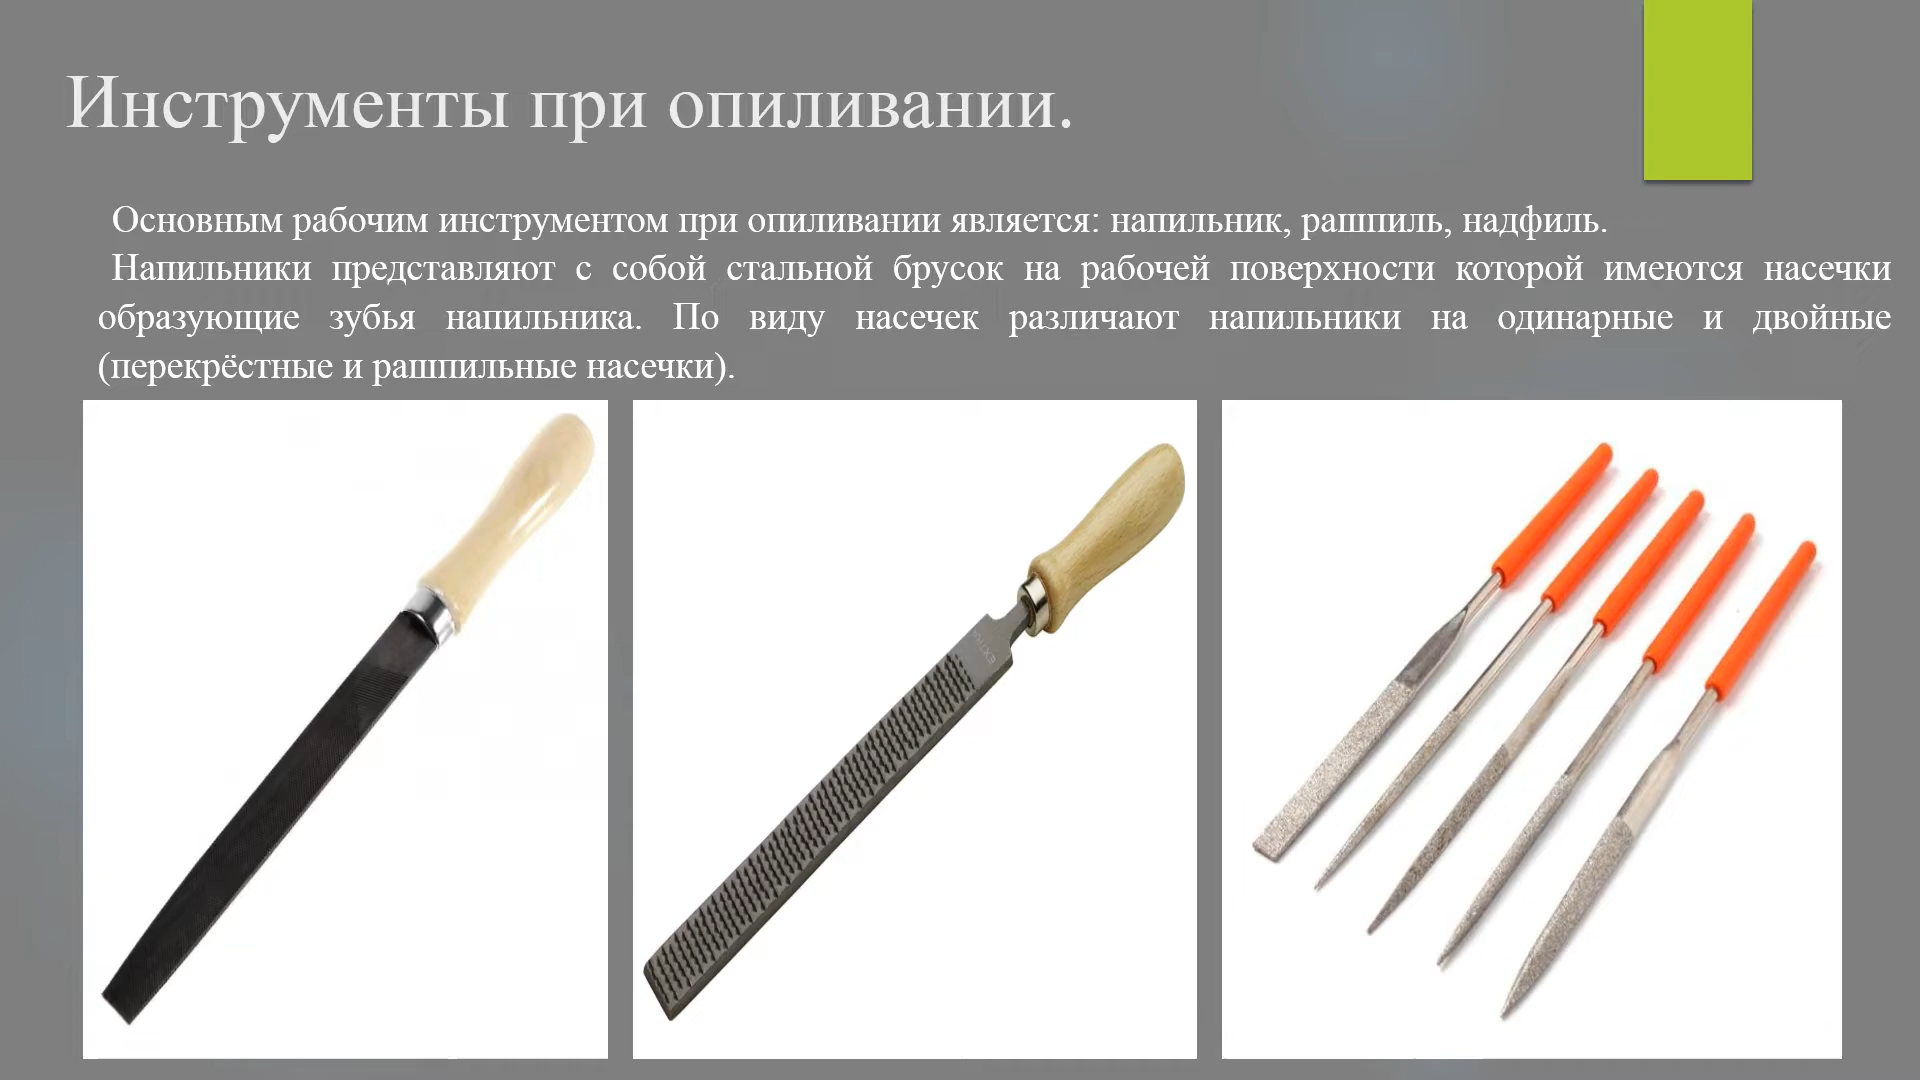 Инструменты при опиливании.
Основным рабочим инструментом при опиливании является: напильник, рашпиль, надфиль.
Напильники представляют с собой стальной брусок на рабочей поверхности которой имеются насечки
образующие зубья напильника. По виду насечек различают напильники на одинарные и двойные
(перекрёстные и рашпильные насечки).